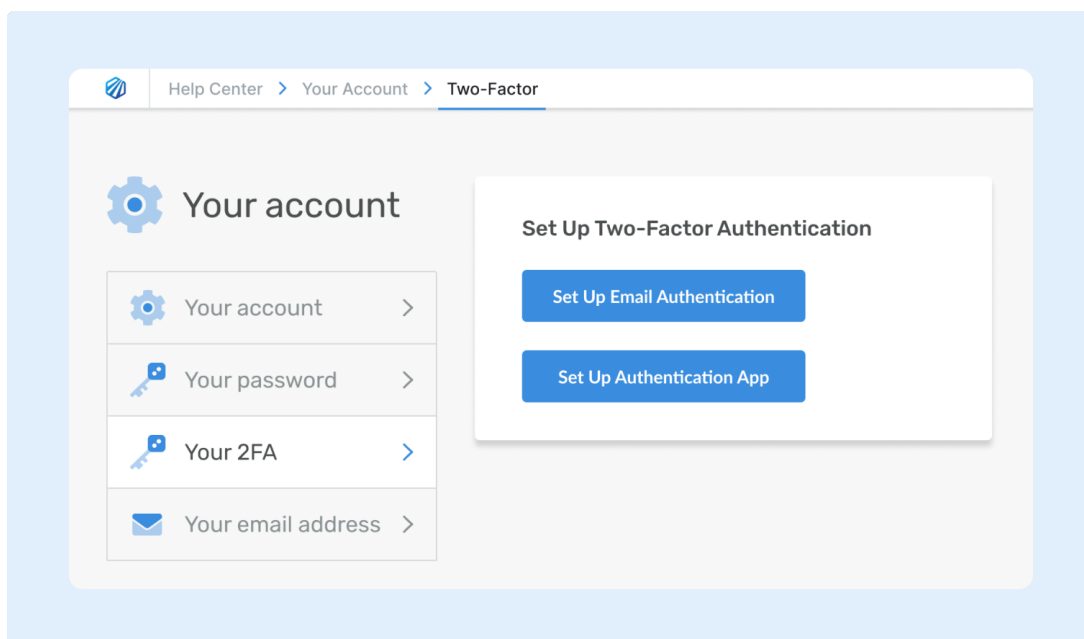 Help Center > Your Account > Two-Factor
Your account
Your account
Your password
Your 2FA
Your email address
Set Up Two-Factor Authentication
Set Up Email Authentication
Set Up Authentication App